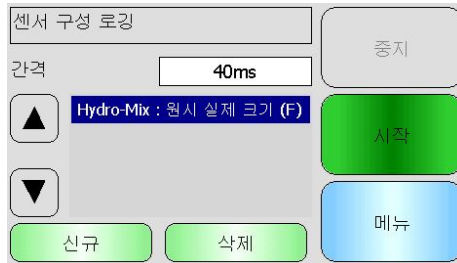 센서 구성 로깅
중지
간격
40ms
Hydro-Mix : 원시 실제 크기 (F)
시작
메뉴
신규
삭제